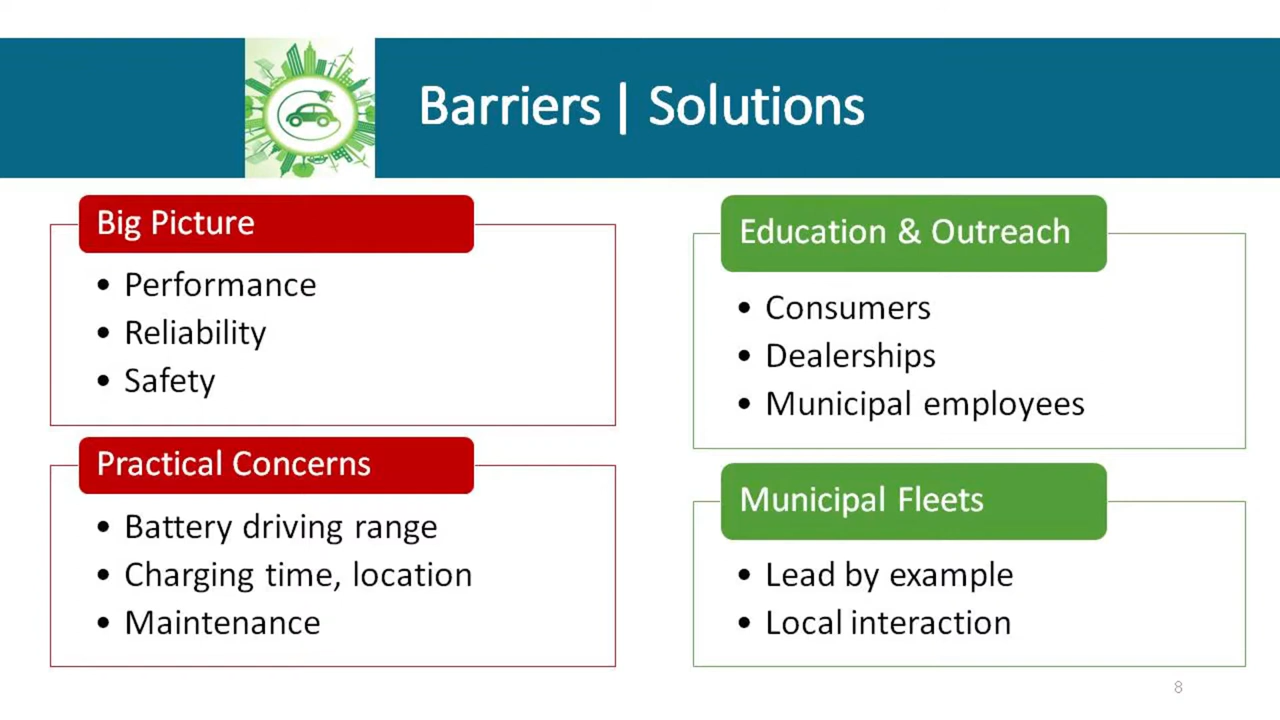 Barriers | Solutions
Big Picture
• Performance
• Reliability
• Safety
Practical Concerns
• Battery driving range
• Charging time, location
• Maintenance
Education & Outreach
• Consumers
• Dealerships
• Municipal employees
Municipal Fleets
• Lead by example
• Local interaction
8